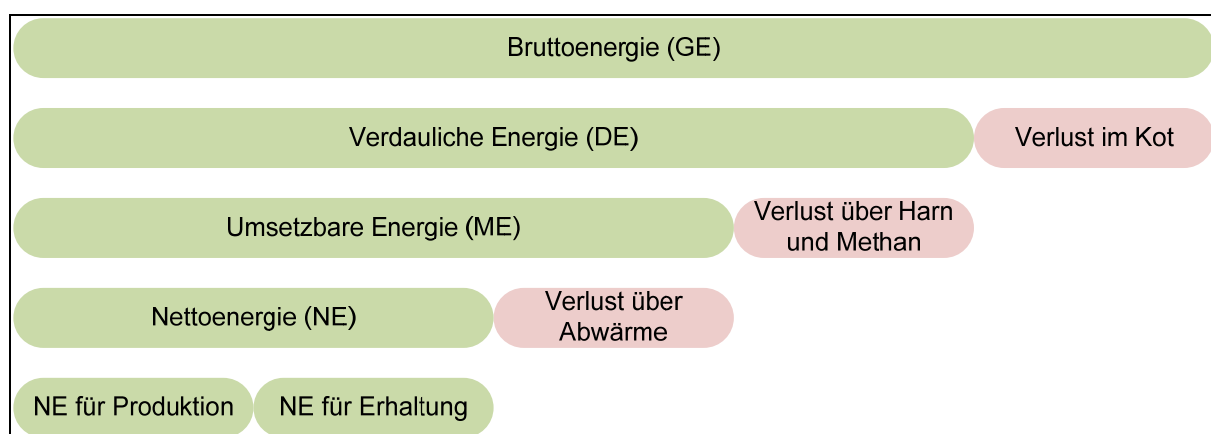 Bruttoenergie (GE)
Verdauliche Energie (DE)
Verlust im Kot
Umsetzbare Energie (ME)
Verlust über Harn
und Methan
Nettoenergie (NE)
Verlust über
Abwärme
NE für Produktion
NE für Erhaltung